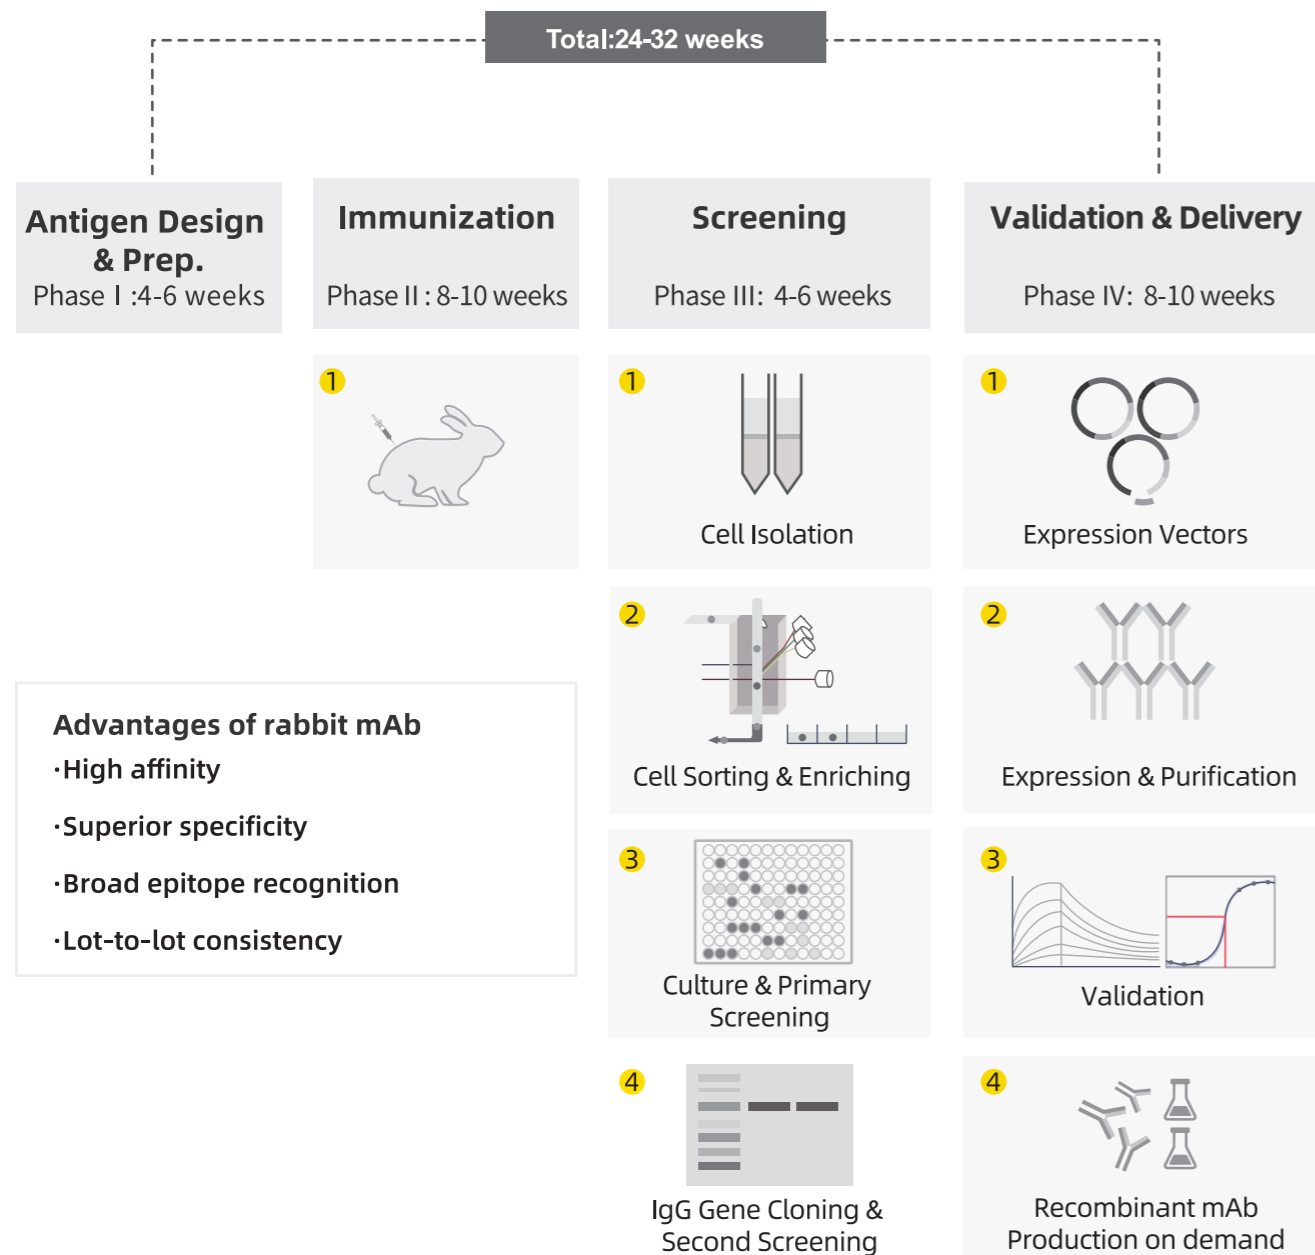 Total:24-32 weeks
Antigen Design
& Prep.
Phase I :4-6 weeks
Immunization
Phase II : 8-10 weeks
Screening
Phase III: 4-6 weeks
Validation & Delivery
Phase IV: 8-10 weeks
1
1
Cell Isolation
1
Expression Vectors
2
Cell Sorting & Enriching
2
Expression & Purification
Advantages of rabbit mAb
·High affinity
·Superior specificity
·Broad epitope recognition
·Lot-to-lot consistency
3
Culture & Primary
Screening
3
Validation
4
IgG Gene Cloning &
Second Screening
4
Recombinant mAb
Production on demand